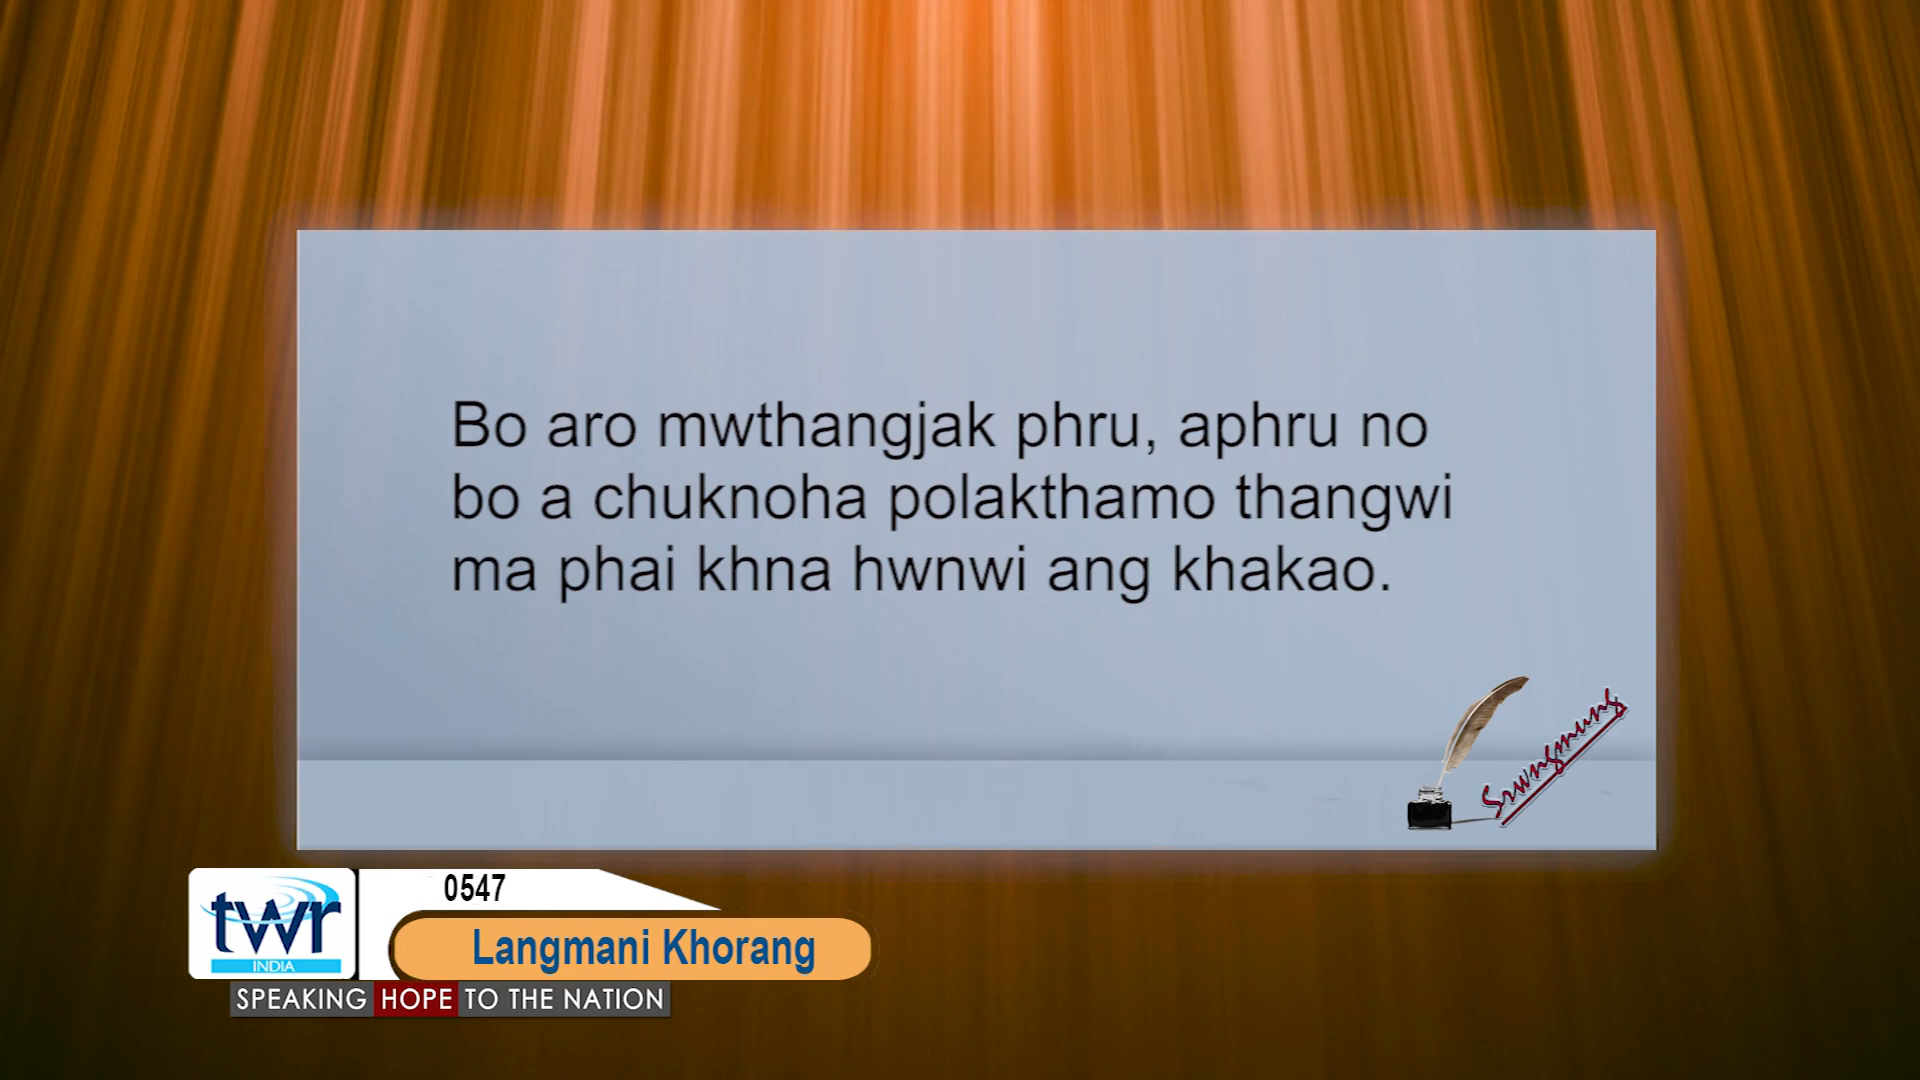 Bo aro mwthangjak phru, aphru no
bo a chuknoha polakthamo thangwi
ma phai khna hwnwi ang khakao.
Srwngmung
0547
twr
INDIA
Langmani Khorang
SPEAKING HOPE TO THE NATION